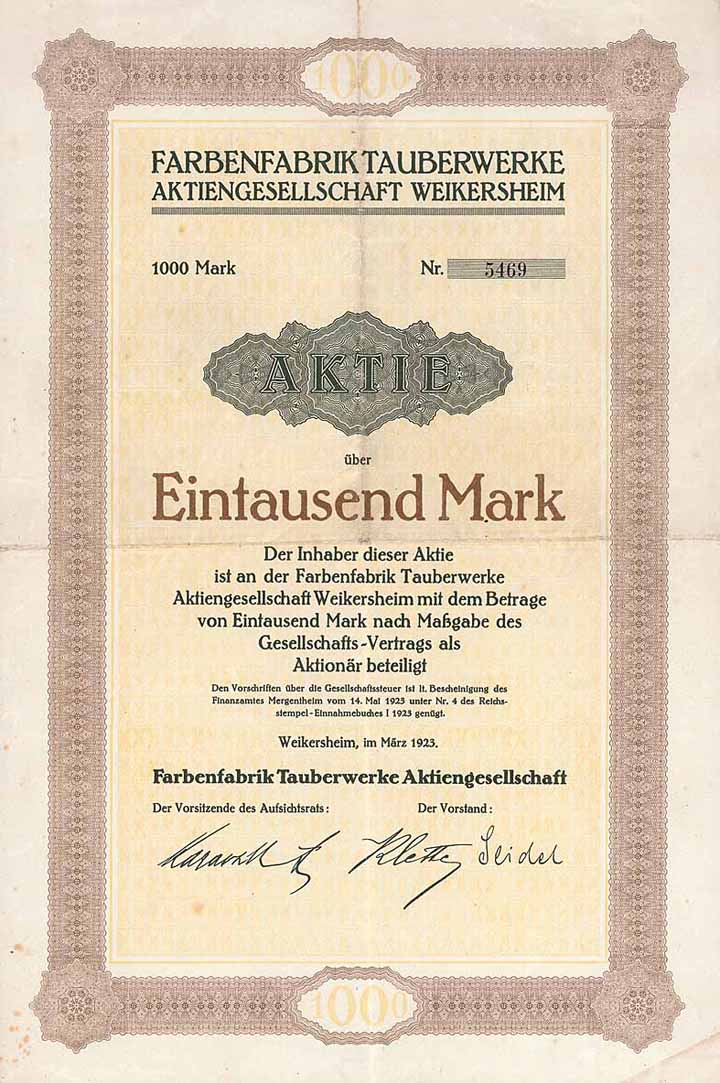 1000
FARBENFABRIK TAUBERWERKE
AKTIENGESELLSCHAFT WEIKERSHEIM
1000 Mark Nr. 5469
AKTIE
über
Eintausend Mark
Der Inhaber dieser Aktie
ist an der Farbenfabrik Tauberwerke
Aktiengesellschaft Weikersheim mit dem Betrage
von Eintausend Mark nach Maßgabe des
Gesellschafts-Vertrags als
Aktionär beteiligt
Den Vorschriften über die Gesellschaftssteuer ist lt. Bescheinigung des
Finanzamtes Mergentheim vom 14. Mai 1923 unter Nr. 4 des Reichs-
stempel-Einnahmebuches I 1923 genügt.
Weikersheim, im März 1923.
Farbenfabrik Tauberwerke Aktiengesellschaft
Der Vorsitzende des Aufsichtsrats: Der Vorstand:
Seidel
1000